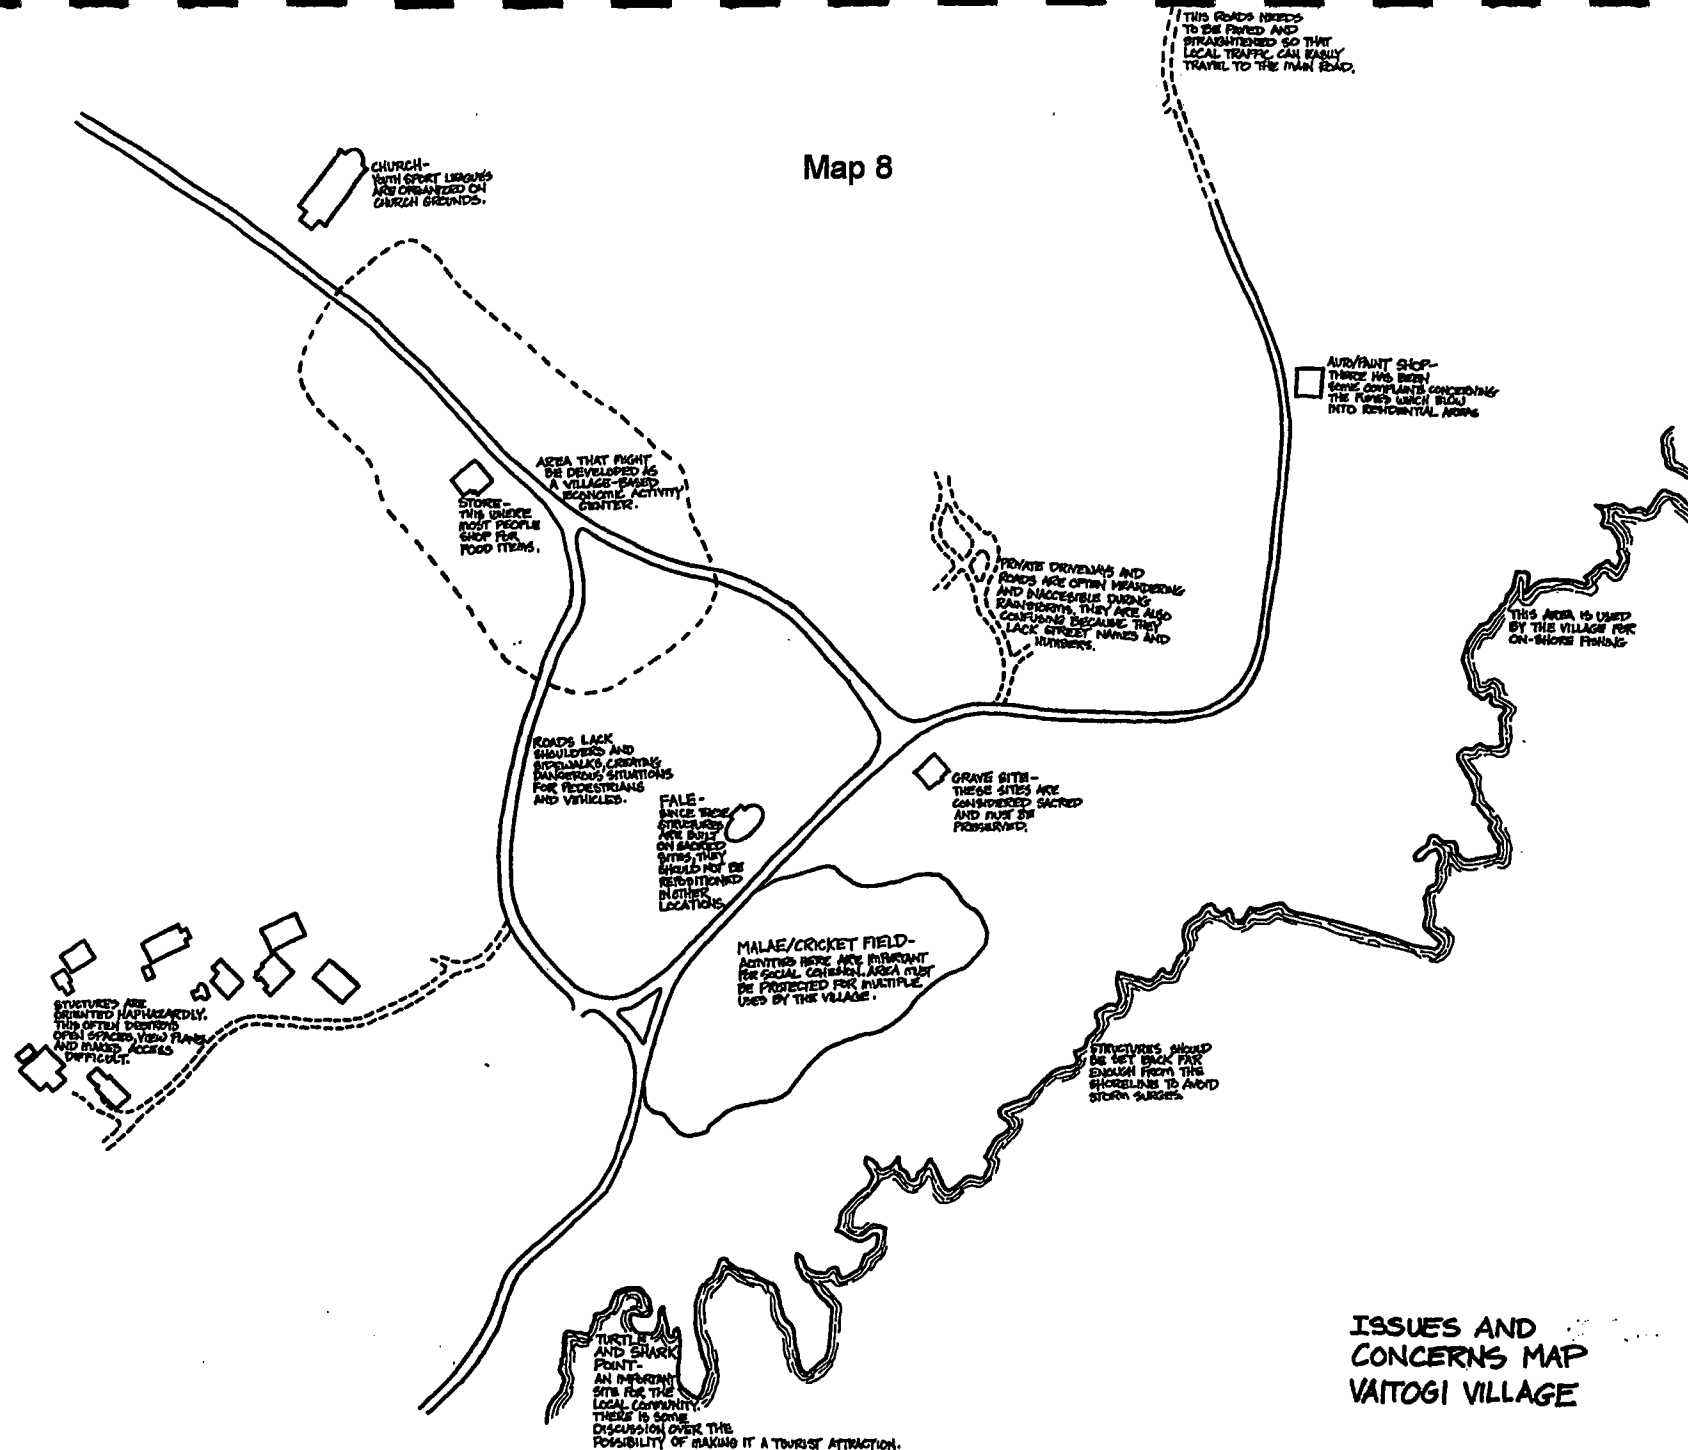 THIS ROADS NEEDS
TO BE PAVED AND
STRAIGHTENED SO THAT
LOCAL TRAFFIC CAN EASILY
TRAVEL TO THE MAIN ROAD.
Map 8
CHURCH-
YOUTH SPORT LEAGUES
ARE ORGANIZED ON
CHURCH GROUNDS.
AUTO/PAINT SHOP-
THERE HAS BEEN
SOME COMPLAINTS CONCERNING
THE FUMES WHICH BLOW
INTO RESIDENTIAL AREAS
AREA THAT MIGHT
BE DEVELOPED AS
A VILLAGE-BASED
ECONOMIC ACTIVITY
CENTER.
STORE-
THIS WHERE
MOST PEOPLE
SHOP FOR
FOOD ITEMS.
PRIVATE DRIVEWAYS AND
ROADS ARE OFTEN MEANDERING
AND INACCESIBLE DURING
RAINSTORMS. THEY ARE ALSO
CONFUSING BECAUSE THEY
LACK STREET NAMES AND
NUMBERS.
THIS AREA IS USED
BY THE VILLAGE FOR
ON-SHORE FISHING
ROADS LACK
SHOULDERS AND
SIDEWALKS, CREATING
DANGEROUS SITUATIONS
FOR PEDESTRIANS
AND VEHICLES.
FALE-
SINCE THESE
STRUCTURES
ARE BUILT
ON SACRED
SITES, THEY
SHOULD NOT BE
REPOSITIONED
IN OTHER
LOCATIONS.
GRAVE SITE-
THESE SITES ARE
CONSIDERED SACRED
AND MUST BE
PRESERVED.
MALAE/CRICKET FIELD-
ACTIVITIES HERE ARE IMPORTANT
FOR SOCIAL COHESION. AREA MUST
BE PROTECTED FOR MULTIPLE
USES BY THE VILLAGE.
STUCTURES ARE
ORIENTED HAPHAZARDLY.
THIS OFTEN DESTROYS
OPEN SPACES, VIEW PLANS
AND MAKES ACCESS
DIFFICULT.
STRUCTURES SHOULD
BE SET BACK FAR
ENOUGH FROM THE
SHORELINE TO AVOID
STORM SURGES.
TURTLE
AND SHARK
POINT-
AN IMPORTANT
SITE FOR THE
LOCAL COMMUNITY.
THERE IS SOME
DISCUSSION OVER THE
POSSIBILITY OF MAKING IT A TOURIST ATTRACTION.
ISSUES AND
CONCERNS MAP
VAITOGI VILLAGE